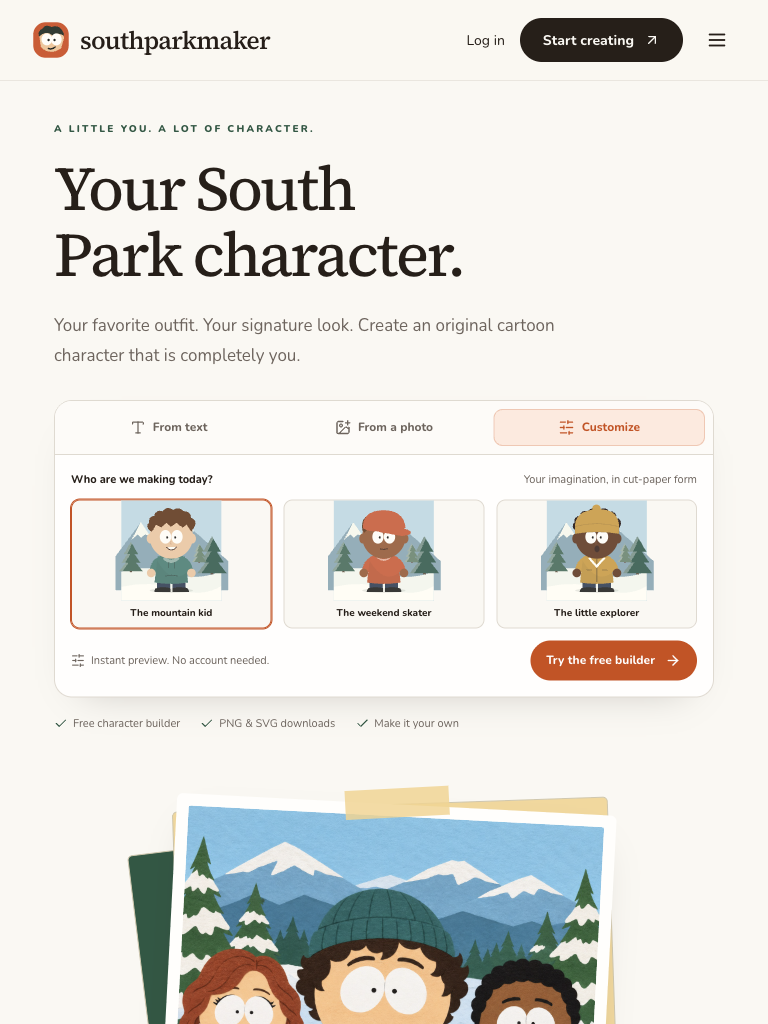 southparkmaker
Log in
Start creating
A LITTLE YOU. A LOT OF CHARACTER.
Your South
Park character.
Your favorite outfit. Your signature look. Create an original cartoon
character that is completely you.
From text
From a photo
Customize
Who are we making today?
Your imagination, in cut-paper form
The mountain kid
The weekend skater
The little explorer
Instant preview. No account needed.
Try the free builder
Free character builder
PNG & SVG downloads
Make it your own